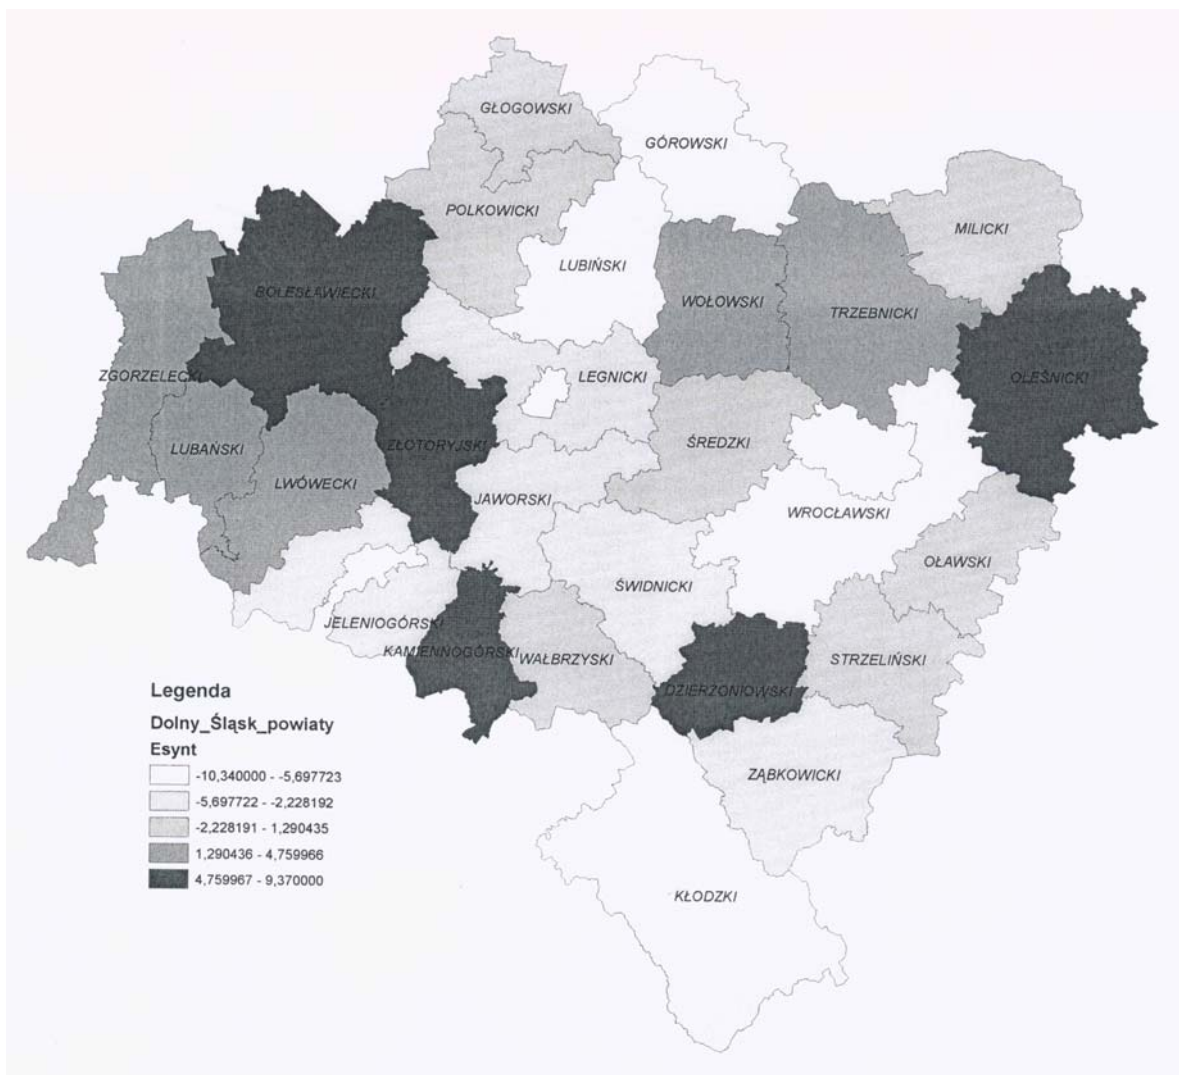 GŁOGOWSKI
GÓROWSKI
POLKOWICKI
MILICKI
LUBIŃSKI
BOLESŁAWIECKI
WOŁOWSKI
TRZEBNICKI
ZGORZELECKI
LEGNICKI
OLEŚNICKI
LUBAŃSKI
ZŁOTORYJSKI
ŚREDZKI
LWÓWECKI
JAWORSKI
WROCŁAWSKI
OŁAWSKI
ŚWIDNICKI
JELENIOGÓRSKI
KAMIENNOGÓRSKI
WAŁBRZYSKI
STRZELIŃSKI
DZIERZONIOWSKI
ZĄBKOWICKI
KŁODZKI
Legenda
Dolny_Śląsk_powiaty
Esynt
-10,340000 - -5,697723
-5,697722 - -2,228192
-2,228191 - 1,290435
1,290436 - 4,759966
4,759967 - 9,370000